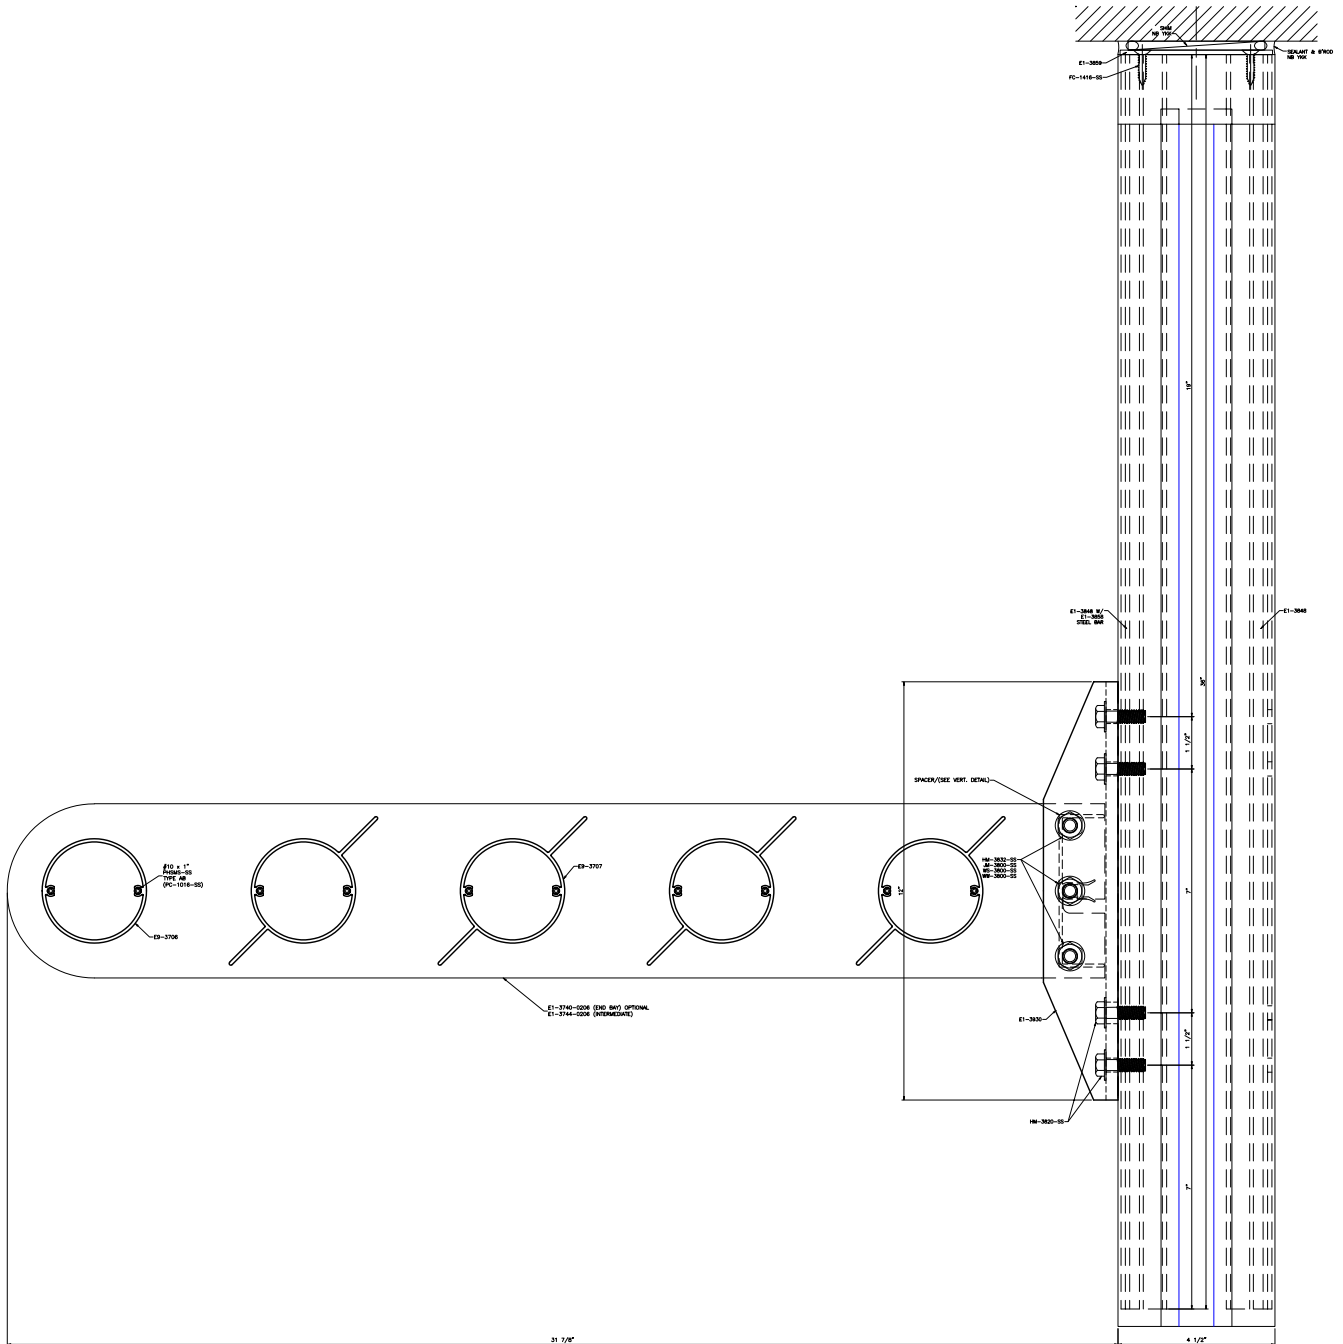 SHIM
NB YKK
SEALANT & B'ROD
NB YKK
E1-3859
FC-1416-SS
19"
E1-3848 W/
E1-3858
STEEL BAR
E1-3848
36"
1 1/2"
SPACER/(SEE VERT. DETAIL)
#10 x 1"
PHSMS-SS
TYPE AB
(PC-1016-SS)
E9-3707
HM-3832-SS
JM-3800-SS
WS-3800-SS
WW-3800-SS
12"
7"
E9-3706
E1-3740-0206 (END BAY) OPTIONAL
E1-3744-0206 (INTERMEDIATE)
E1-3930
1 1/2"
HM-3820-SS
7"
31 7/8"
4 1/2"